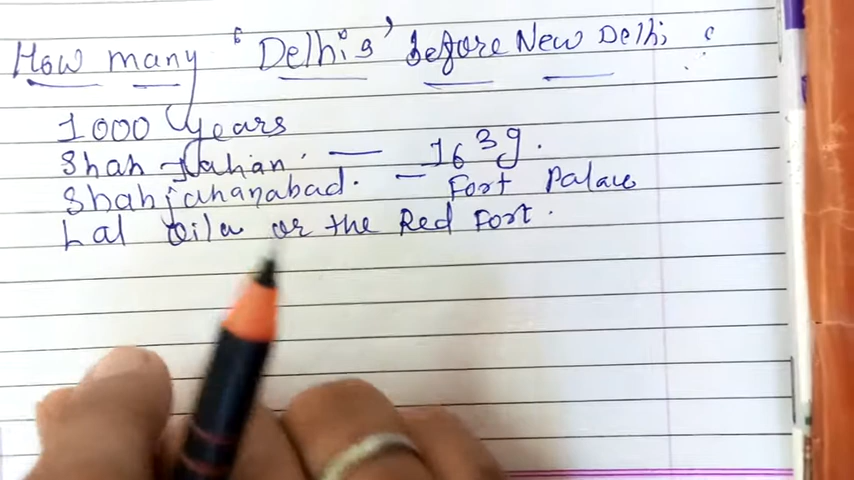 How many 'Delhis' before New Delhi ?
1000 years
Shah Jahan. — 1639.
Shahjahanabad. — Fort Palace
Lal Qila or the Red Fort.